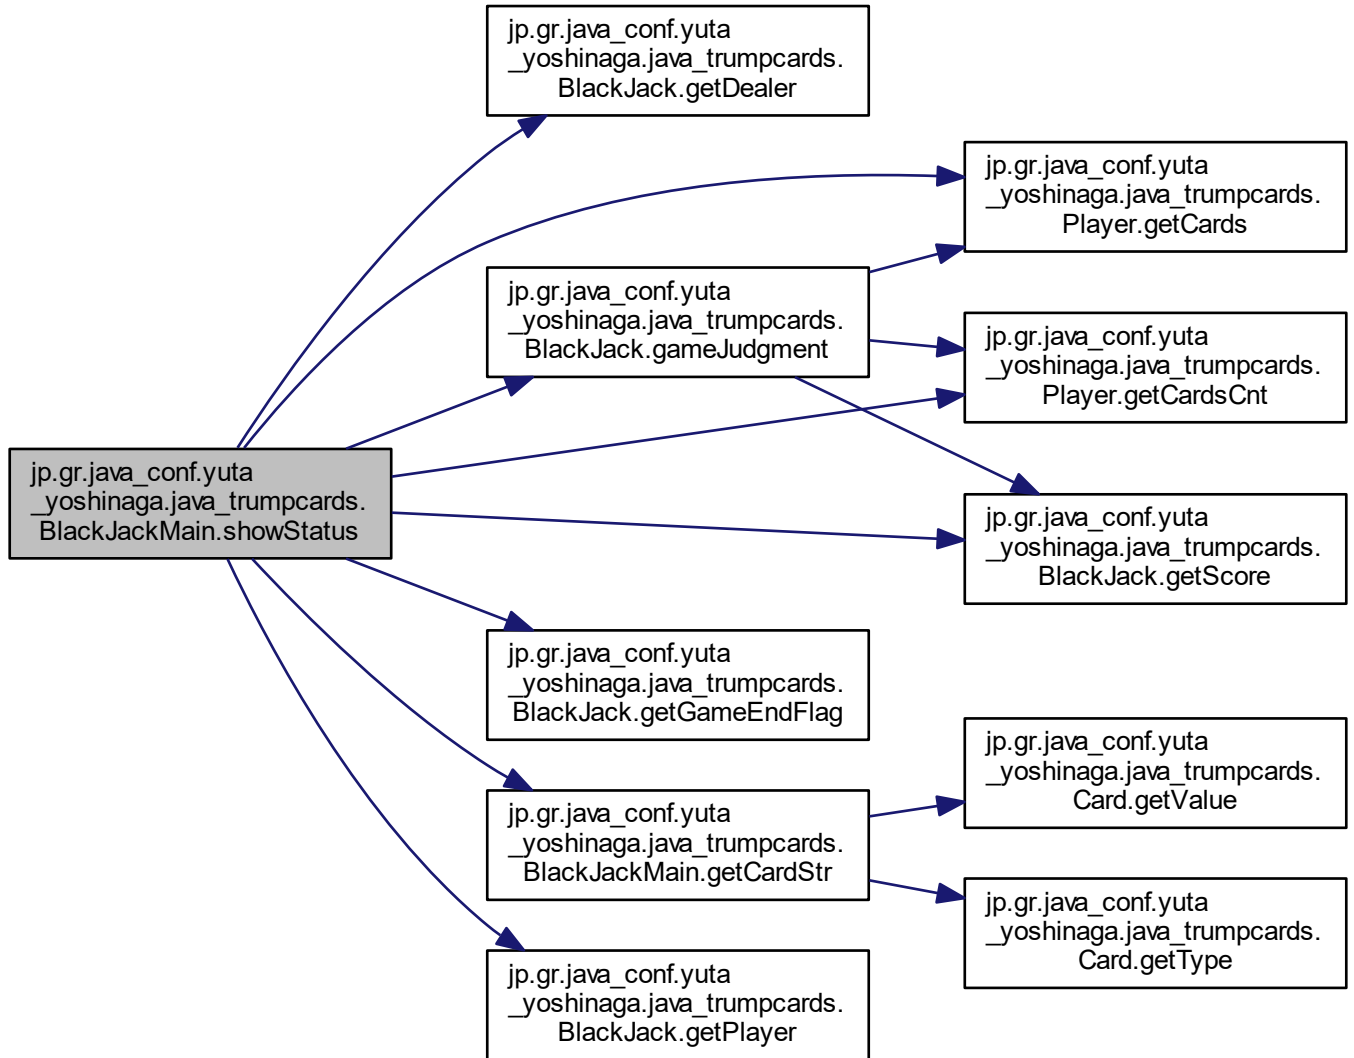 jp.gr.java_conf.yuta
_yoshinaga.java_trumpcards.
BlackJack.getDealer
jp.gr.java_conf.yuta
_yoshinaga.java_trumpcards.
Player.getCards
jp.gr.java_conf.yuta
_yoshinaga.java_trumpcards.
BlackJack.gameJudgment
jp.gr.java_conf.yuta
_yoshinaga.java_trumpcards.
Player.getCardsCnt
jp.gr.java_conf.yuta
_yoshinaga.java_trumpcards.
BlackJackMain.showStatus
jp.gr.java_conf.yuta
_yoshinaga.java_trumpcards.
BlackJack.getScore
jp.gr.java_conf.yuta
_yoshinaga.java_trumpcards.
BlackJack.getGameEndFlag
jp.gr.java_conf.yuta
_yoshinaga.java_trumpcards.
Card.getValue
jp.gr.java_conf.yuta
_yoshinaga.java_trumpcards.
BlackJackMain.getCardStr
jp.gr.java_conf.yuta
_yoshinaga.java_trumpcards.
Card.getType
jp.gr.java_conf.yuta
_yoshinaga.java_trumpcards.
BlackJack.getPlayer